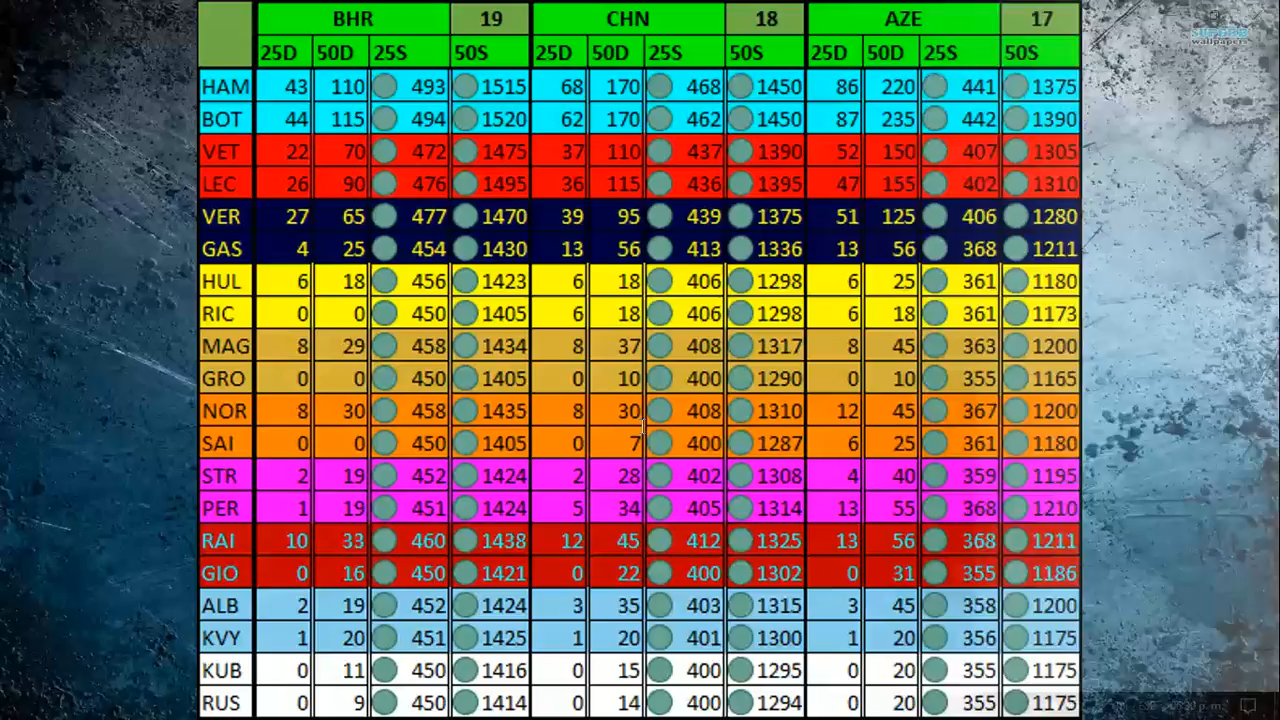 BHR 19 CHN 18 AZE 17
25D 50D 25S 50S 25D 50D 25S 50S 25D 50D 25S 50S
HAM 43 110 493 1515 68 170 468 1450 86 220 441 1375
BOT 44 115 494 1520 62 170 462 1450 87 235 442 1390
VET 22 70 472 1475 37 110 437 1390 52 150 407 1305
LEC 26 90 476 1495 36 115 436 1395 47 155 402 1310
VER 27 65 477 1470 39 95 439 1375 51 125 406 1280
GAS 4 25 454 1430 13 56 413 1336 13 56 368 1211
HUL 6 18 456 1423 6 18 406 1298 6 25 361 1180
RIC 0 0 450 1405 6 18 406 1298 6 18 361 1173
MAG 8 29 458 1434 8 37 408 1317 8 45 363 1200
GRO 0 0 450 1405 0 10 400 1290 0 10 355 1165
NOR 8 30 458 1435 8 30 408 1310 12 45 367 1200
SAI 0 0 450 1405 0 7 400 1287 6 25 361 1180
STR 2 19 452 1424 2 28 402 1308 4 40 359 1195
PER 1 19 451 1424 5 34 405 1314 13 55 368 1210
RAI 10 33 460 1438 12 45 412 1325 13 56 368 1211
GIO 0 16 450 1421 0 22 400 1302 0 31 355 1186
ALB 2 19 452 1424 3 35 403 1315 3 45 358 1200
KVY 1 20 451 1425 1 20 401 1300 1 20 356 1175
KUB 0 11 450 1416 0 15 400 1295 0 20 355 1175
RUS 0 9 450 1414 0 14 400 1294 0 20 355 1175
wallpapers